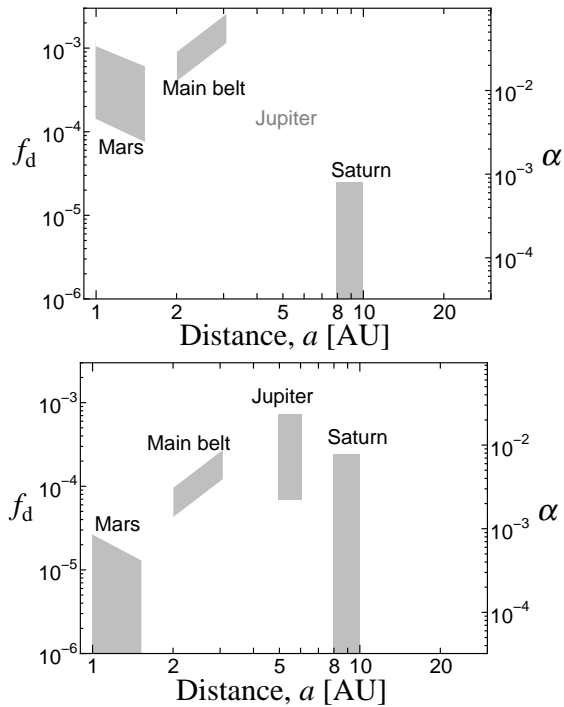 10⁻³
Main belt
10⁻²
Jupiter
10⁻⁴
Mars
f_d
Saturn
α
10⁻³
10⁻⁵
10⁻⁴
10⁻⁶
1 2 5 8 10 20
Distance, a [AU]
10⁻³
Jupiter
Main belt
Saturn
10⁻²
10⁻⁴
f_d
Mars
α
10⁻³
10⁻⁵
10⁻⁴
10⁻⁶
1 2 5 8 10 20
Distance, a [AU]